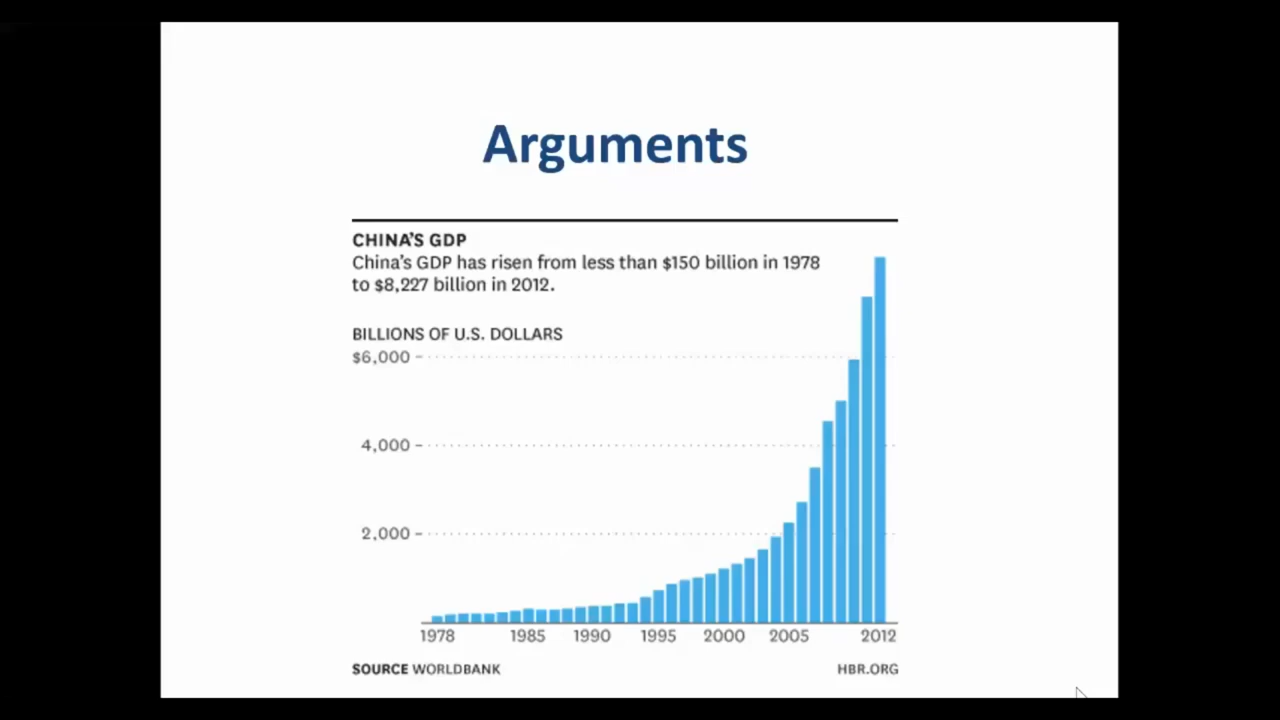 Arguments
CHINA'S GDP
China's GDP has risen from less than $150 billion in 1978
to $8,227 billion in 2012.
BILLIONS OF U.S. DOLLARS
$6,000
4,000
2,000
1978 1985 1990 1995 2000 2005 2012
SOURCE WORLDBANK HBR.ORG